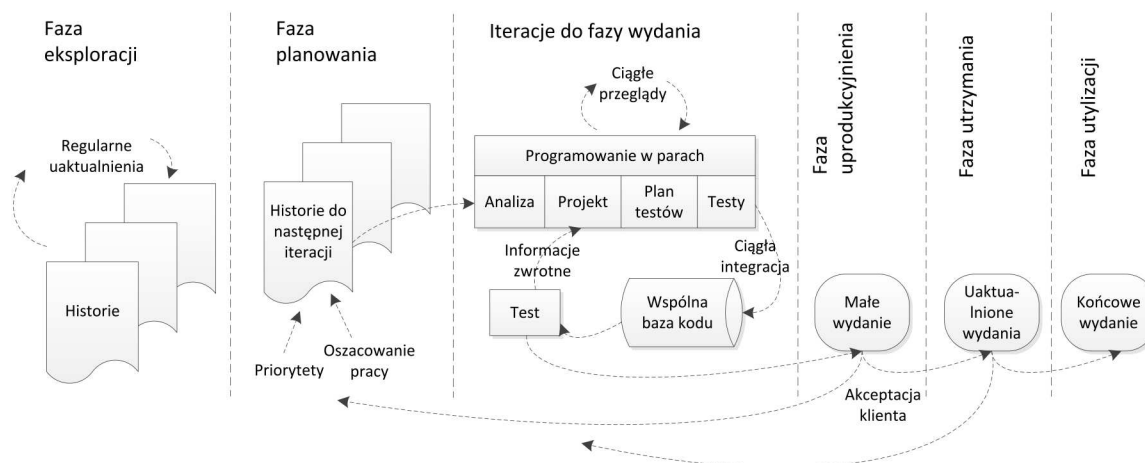 Faza
eksploracji
Regularne
uaktualnienia
Historie
Faza
planowania
Historie do
następnej
iteracji
Priorytety
Oszacowanie
pracy
Iteracje do fazy wydania
Ciągłe
przeglądy
Programowanie w parach
Analiza
Projekt
Plan
testów
Testy
Informacje
zwrotne
Ciągła
integracja
Test
Wspólna
baza kodu
Faza
uprodukcyjnienia
Małe
wydanie
Akceptacja
klienta
Faza utrzymania
Uaktua-
lnione
wydania
Faza utylizacji
Końcowe
wydanie